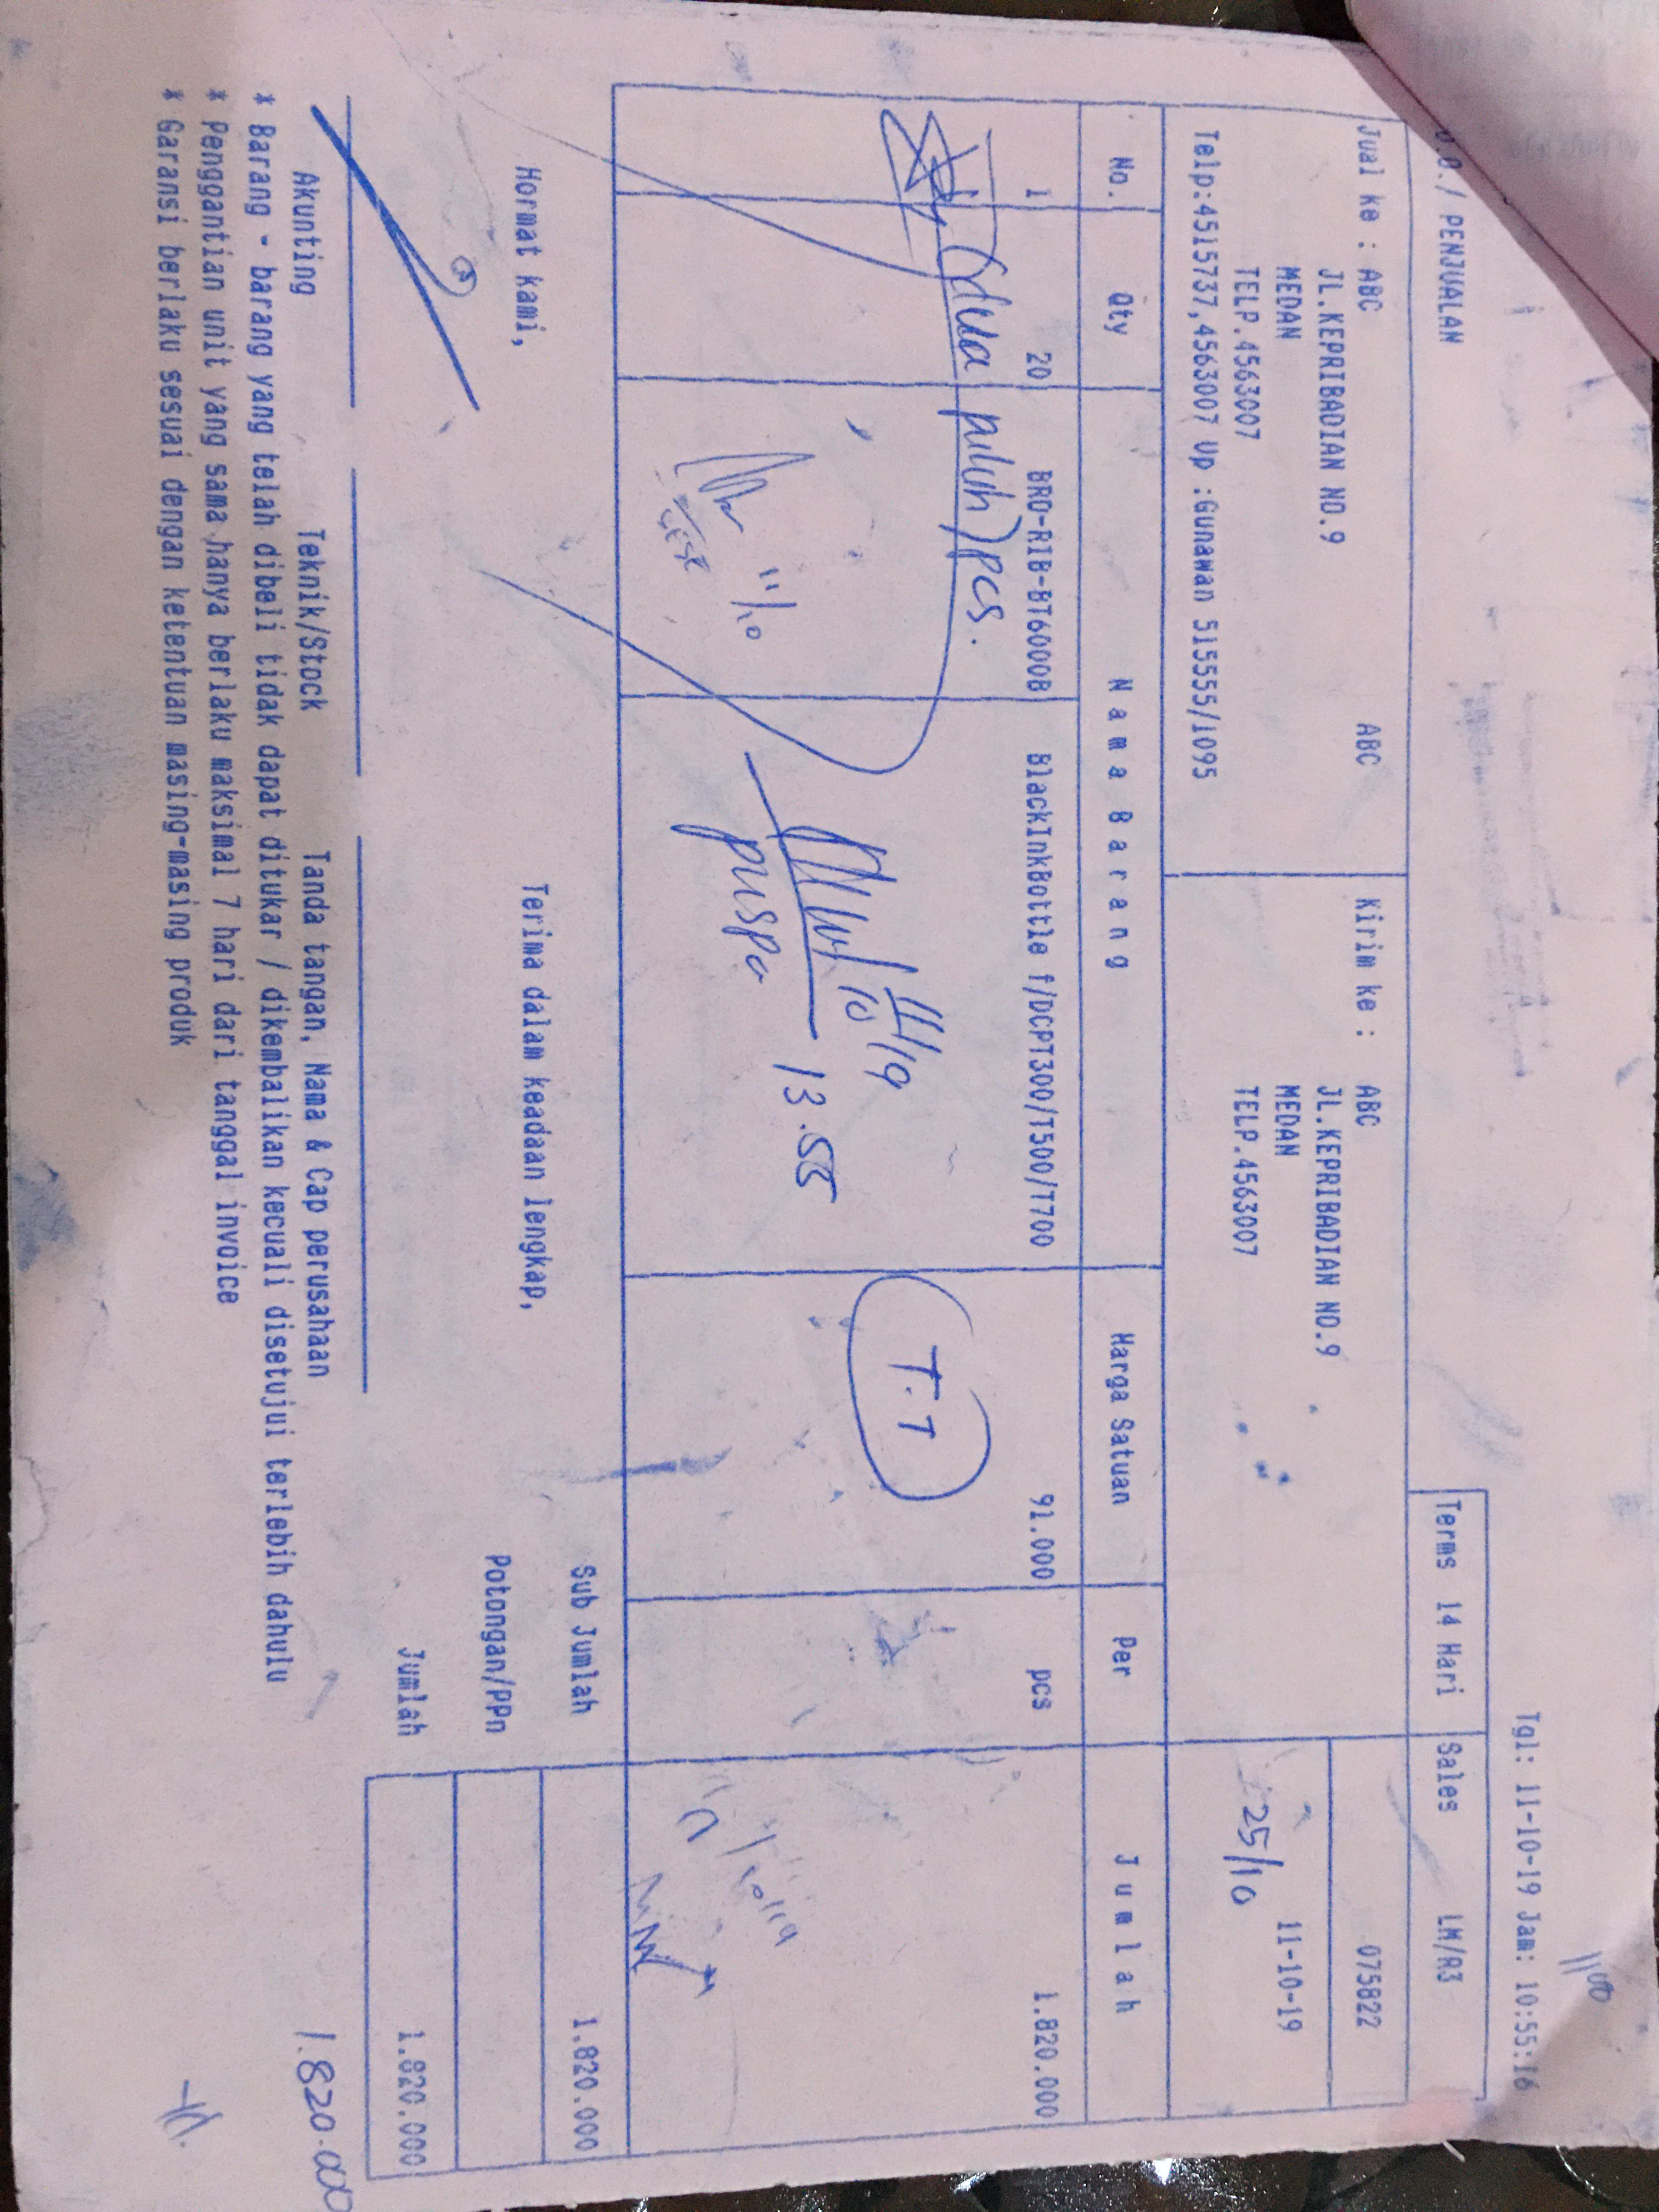 Tgl: 11-10-19 Jam: 10:55:16
D.O./ PENJUALAN
Terms 14 Hari Sales LM/A3
Jual ke : ABC ABC Kirim ke : ABC 075822
JL.KEPRIBADIAN NO.9 JL.KEPRIBADIAN NO.9
MEDAN MEDAN 11-10-19
TELP.4563007 TELP.4563007 25/10
Telp:4515737,4563007 Up :Gunawan 515555/1095
No. Qty Nama Barang Harga Satuan Per Jumlah
1 20 BRO-RIB-BT6000B BlackInkBottle f/DCPT300/T500/T700 91.000 pcs 1.820.000
(dua puluh) pcs.
T.T
11/10 13.55
puspa
Sub Jumlah 1.820.000
Hormat kami, Terima dalam keadaan lengkap,
Potongan/PPn
Jumlah 1.820.000
Akunting Teknik/Stock Tanda tangan, Nama & Cap perusahaan
1.820.000
* Barang - barang yang telah dibeli tidak dapat ditukar / dikembalikan kecuali disetujui terlebih dahulu
* Penggantian unit yang sama hanya berlaku maksimal 7 hari dari tanggal invoice
* Garansi berlaku sesuai dengan ketentuan masing-masing produk